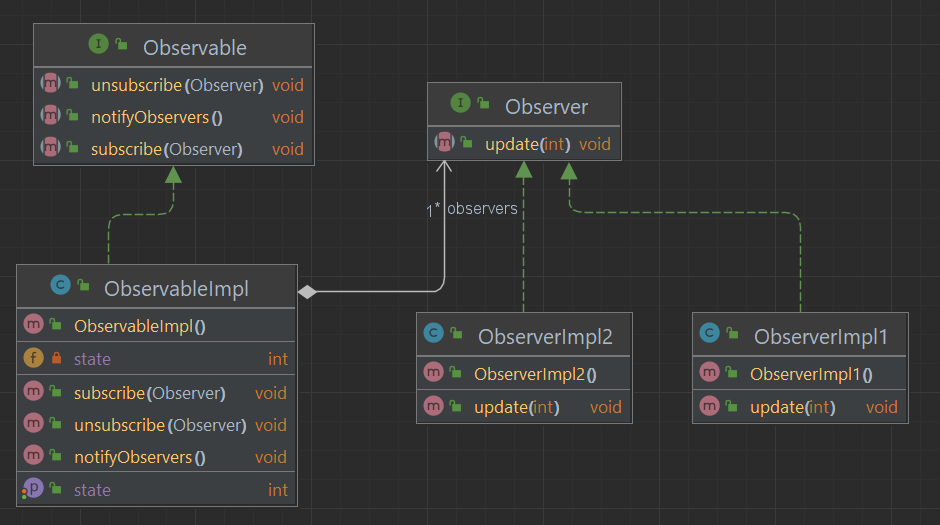 I Observable
m unsubscribe(Observer) void
m notifyObservers() void
m subscribe(Observer) void
I Observer
m update(int) void
1 * observers
C ObservableImpl
m ObservableImpl()
f state int
m subscribe(Observer) void
m unsubscribe(Observer) void
m notifyObservers() void
p state int
C ObserverImpl2
m ObserverImpl2()
m update(int) void
C ObserverImpl1
m ObserverImpl1()
m update(int) void